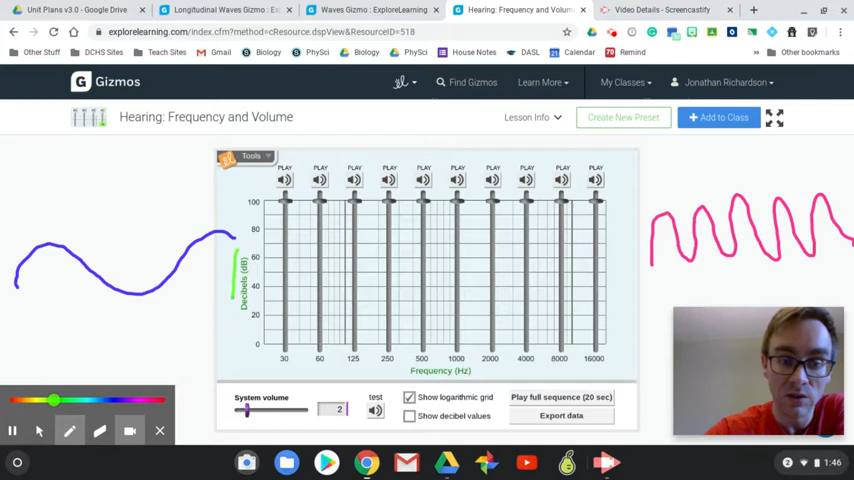 Unit Plans v3.0 - Google Drive
Longitudinal Waves Gizmo : Ex
Waves Gizmo : ExploreLearning
Hearing: Frequency and Volum
Video Details - Screencastify
explorelearning.com/index.cfm?method=cResource.dspView&ResourceID=518
Other Stuff
DCHS Sites
Teach Sites
Gmail
Biology
PhySci
Biology
PhySci
House Notes
DASL
Calendar
Remind
»
Other bookmarks
G Gizmos
Find Gizmos
Learn More
My Classes
Jonathan Richardson
Hearing: Frequency and Volume
Lesson Info
Create New Preset
+ Add to Class
Tools
PLAY PLAY PLAY PLAY PLAY PLAY PLAY PLAY PLAY PLAY
100
80
60
40
20
0
Decibels (dB)
30 60 125 250 500 1000 2000 4000 8000 16000
Frequency (Hz)
System volume
2
test
Show logarithmic grid
Show decibel values
Play full sequence (20 sec)
Export data
2
1:46